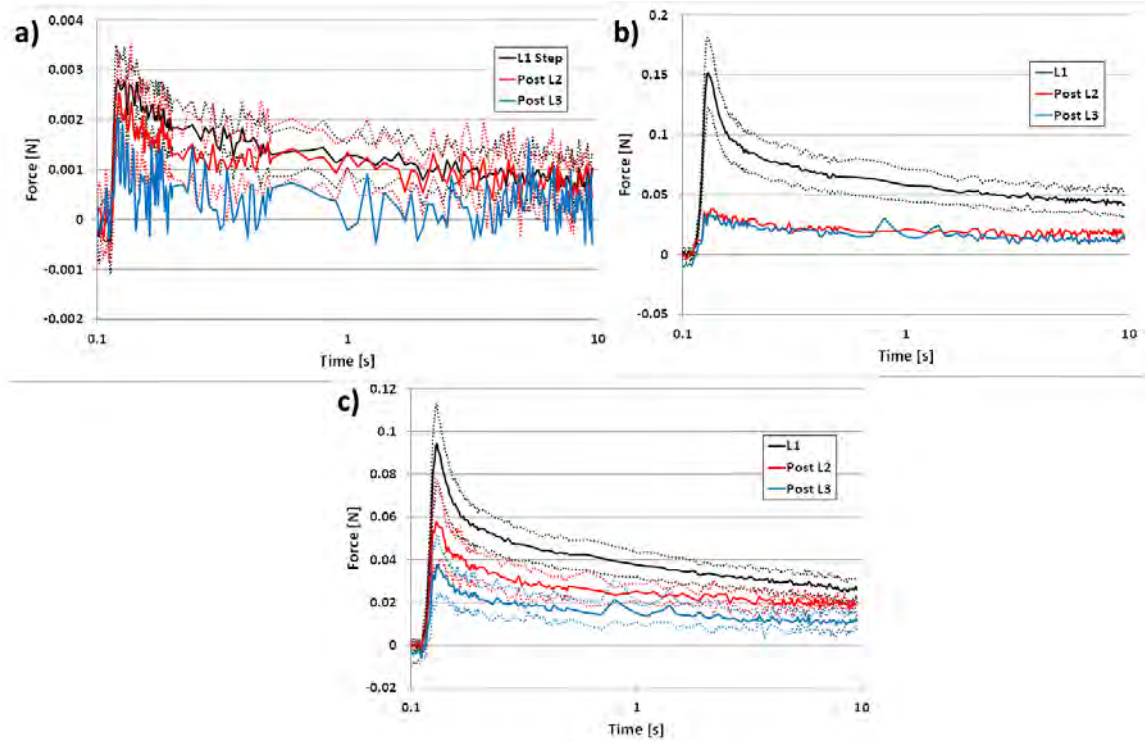 a)
0.004
0.003
0.002
0.001
0
-0.001
-0.002
Force [N]
L1 Step
Post L2
Post L3
0.1
1
10
Time [s]
b)
0.2
0.15
0.1
0.05
0
-0.05
Force [N]
L1
Post L2
Post L3
0.1
1
10
Time [s]
c)
0.12
0.1
0.08
0.06
0.04
0.02
0
-0.02
Force [N]
L1
Post L2
Post L3
0.1
1
10
Time [s]